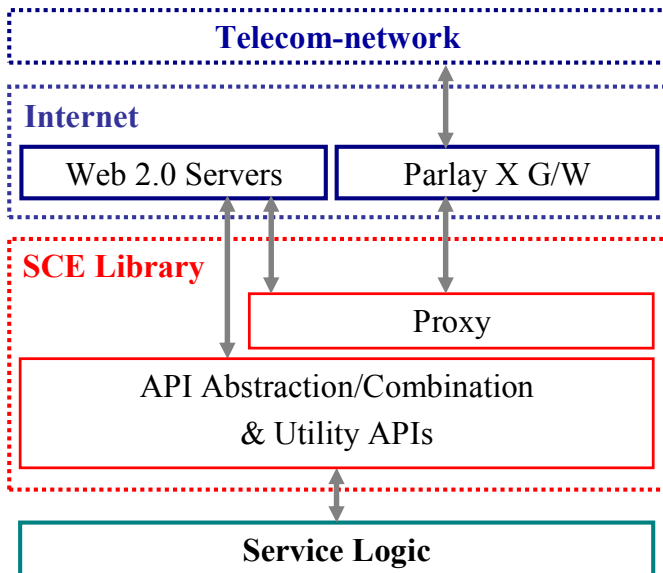 Telecom-network
Internet
Web 2.0 Servers
Parlay X G/W
SCE Library
Proxy
API Abstraction/Combination
& Utility APIs
Service Logic